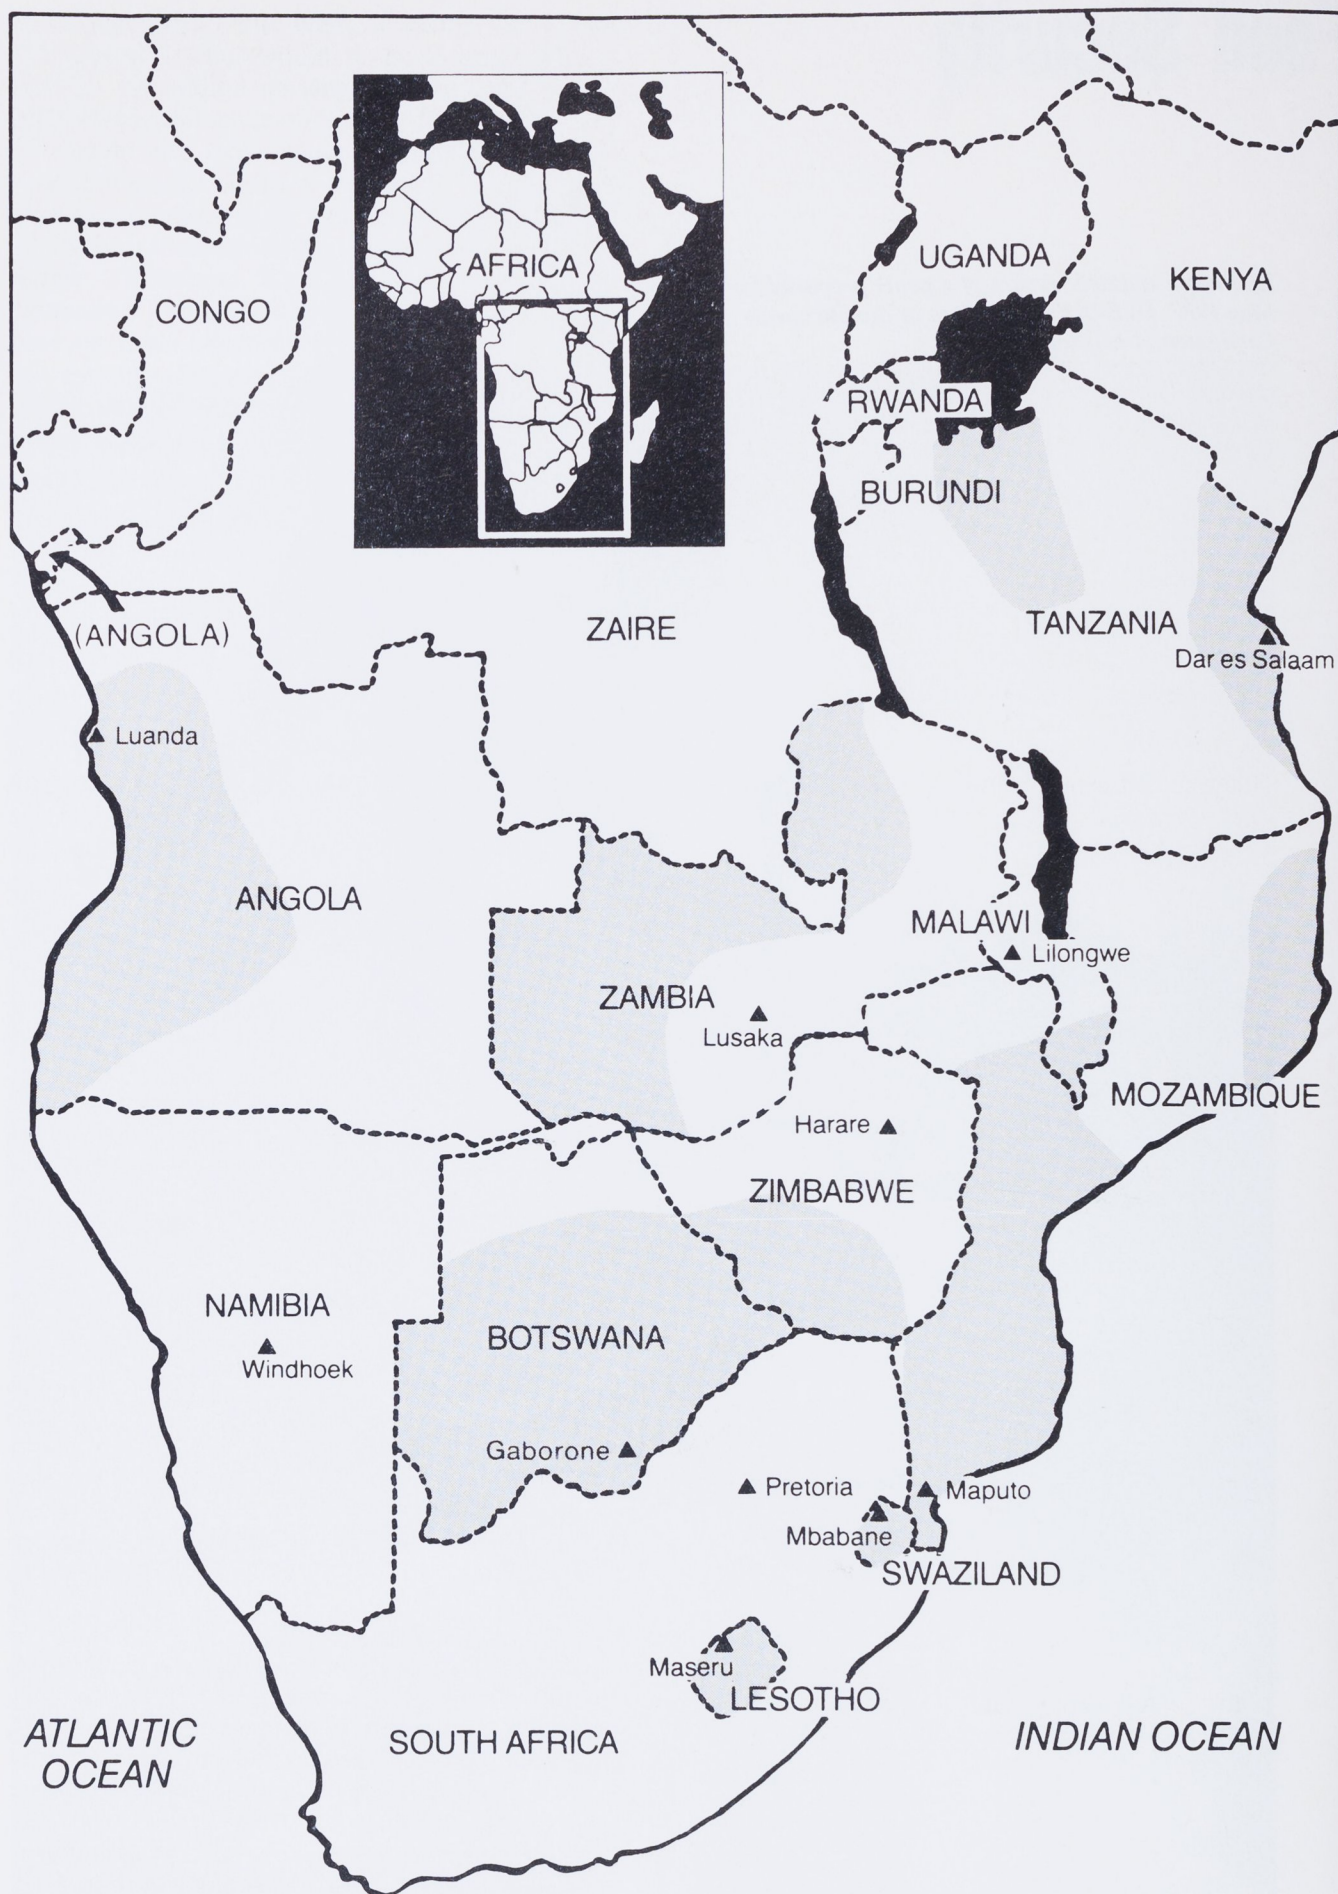 AFRICA
UGANDA
KENYA
CONGO
RWANDA
BURUNDI
(ANGOLA)
ZAIRE
TANZANIA
Dar es Salaam
Luanda
ANGOLA
MALAWI
Lilongwe
ZAMBIA
Lusaka
MOZAMBIQUE
Harare
ZIMBABWE
NAMIBIA
Windhoek
BOTSWANA
Gaborone
Pretoria
Maputo
Mbabane
SWAZILAND
Maseru
LESOTHO
ATLANTIC
OCEAN
SOUTH AFRICA
INDIAN OCEAN